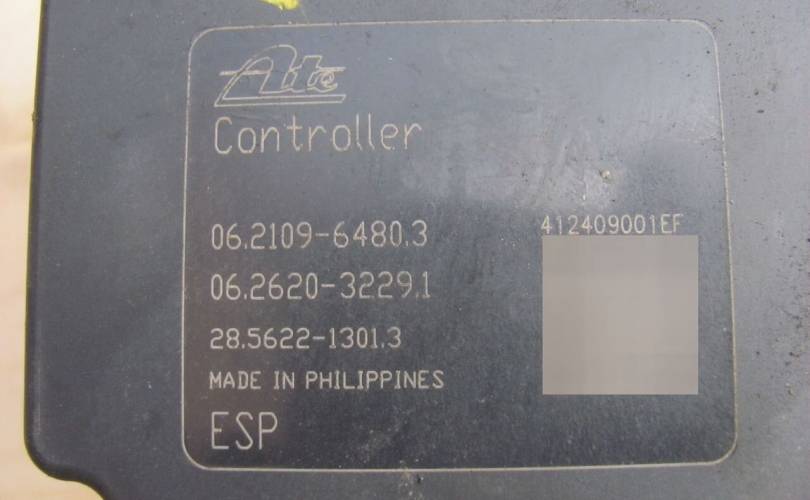 Ate
Controller
06.2109-6480.3
412409001EF
06.2620-3229.1
28.5622-1301.3
MADE IN PHILIPPINES
ESP